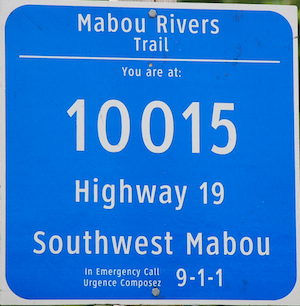 Mabou Rivers
Trail
You are at:
10015
Highway 19
Southwest Mabou
In Emergency Call
Urgence Composez 9-1-1